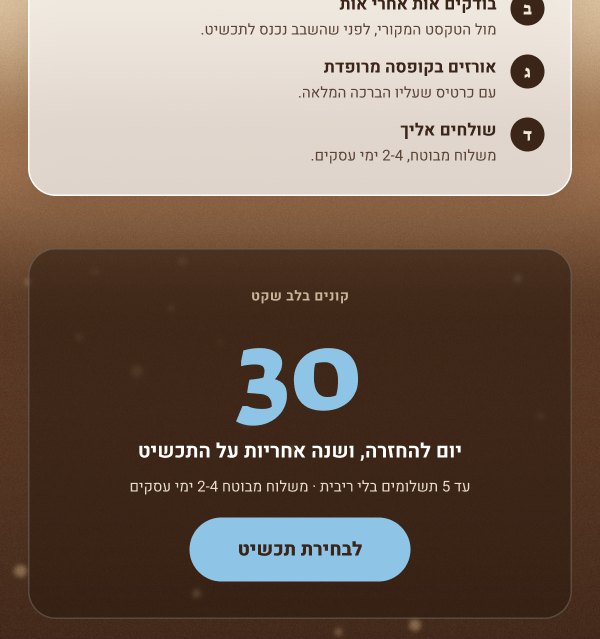 ב
בודקים אות אחרי אות
מול הטקסט המקורי, לפני שהשבב נכנס לתכשיט.
ג
אורזים בקופסה מרופדת
עם כרטיס שעליו הברכה המלאה.
ד
שולחים אליך
משלוח מבוטח, 2-4 ימי עסקים.
קונים בלב שקט
30
יום להחזרה, ושנה אחריות על התכשיט
עד 5 תשלומים בלי ריבית · משלוח מבוטח 2-4 ימי עסקים
לבחירת תכשיט